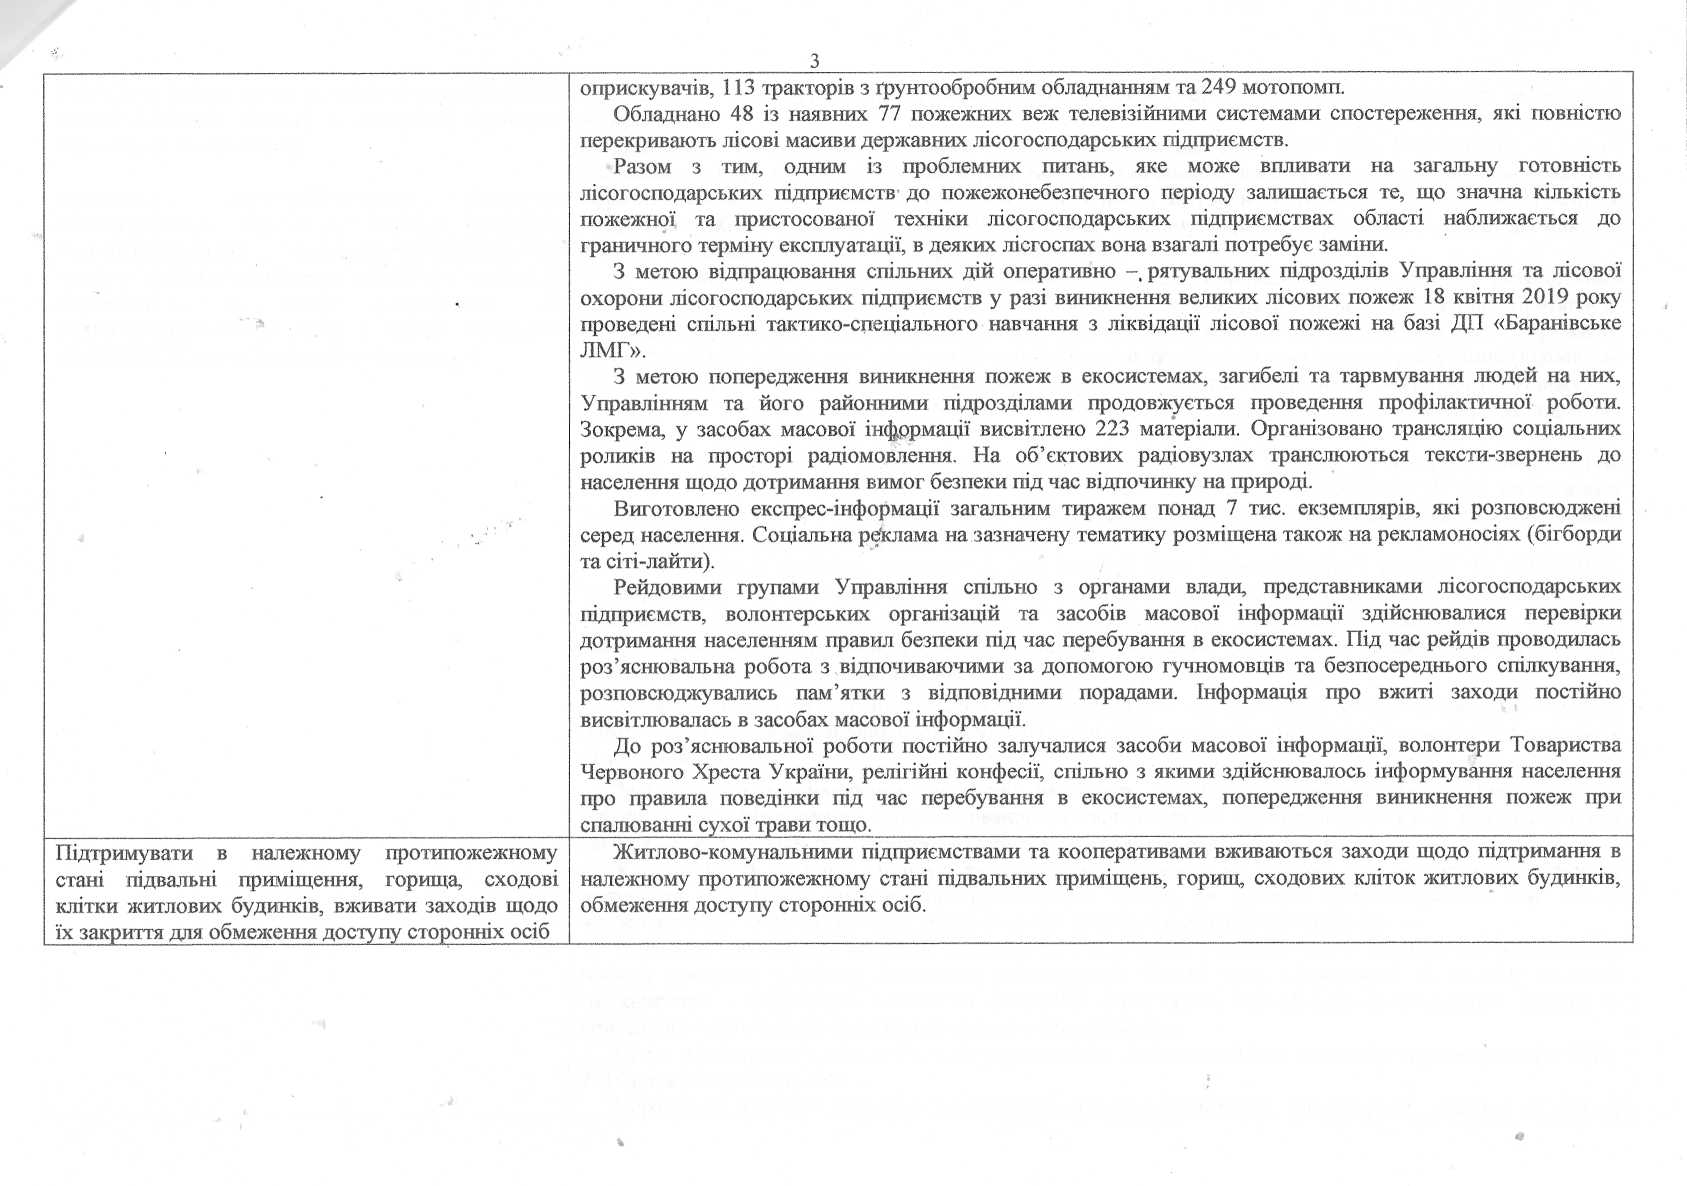 3
оприскувачів, 113 тракторів з ґрунтообробним обладнанням та 249 мотопомп.
Обладнано 48 із наявних 77 пожежних веж телевізійними системами спостереження, які повністю
перекривають лісові масиви державних лісогосподарських підприємств.
Разом з тим, одним із проблемних питань, яке може впливати на загальну готовність
лісогосподарських підприємств до пожежонебезпечного періоду залишається те, що значна кількість
пожежної та пристосованої техніки лісогосподарських підприємствах області наближається до
граничного терміну експлуатації, в деяких лісгоспах вона взагалі потребує заміни.
З метою відпрацювання спільних дій оперативно – рятувальних підрозділів Управління та лісової
охорони лісогосподарських підприємств у разі виникнення великих лісових пожеж 18 квітня 2019 року
проведені спільні тактико-спеціального навчання з ліквідації лісової пожежі на базі ДП «Баранівське
ЛМГ».
З метою попередження виникнення пожеж в екосистемах, загибелі та тарвмування людей на них,
Управлінням та його районними підрозділами продовжується проведення профілактичної роботи.
Зокрема, у засобах масової інформації висвітлено 223 матеріали. Організовано трансляцію соціальних
роликів на просторі радіомовлення. На об’єктових радіовузлах транслюються тексти-звернень до
населення щодо дотримання вимог безпеки під час відпочинку на природі.
Виготовлено експрес-інформації загальним тиражем понад 7 тис. екземплярів, які розповсюджені
серед населення. Соціальна реклама на зазначену тематику розміщена також на рекламоносіях (бігборди
та сіті-лайти).
Рейдовими групами Управління спільно з органами влади, представниками лісогосподарських
підприємств, волонтерських організацій та засобів масової інформації здійснювалися перевірки
дотримання населенням правил безпеки під час перебування в екосистемах. Під час рейдів проводилась
роз’яснювальна робота з відпочиваючими за допомогою гучномовців та безпосереднього спілкування,
розповсюджувались пам’ятки з відповідними порадами. Інформація про вжиті заходи постійно
висвітлювалась в засобах масової інформації.
До роз’яснювальної роботи постійно залучалися засоби масової інформації, волонтери Товариства
Червоного Хреста України, релігійні конфесії, спільно з якими здійснювалось інформування населення
про правила поведінки під час перебування в екосистемах, попередження виникнення пожеж при
спалюванні сухої трави тощо.
Підтримувати в належному протипожежному
стані підвальні приміщення, горища, сходові
клітки житлових будинків, вживати заходів щодо
їх закриття для обмеження доступу сторонніх осіб
Житлово-комунальними підприємствами та кооперативами вживаються заходи щодо підтримання в
належному протипожежному стані підвальних приміщень, горищ, сходових кліток житлових будинків,
обмеження доступу сторонніх осіб.